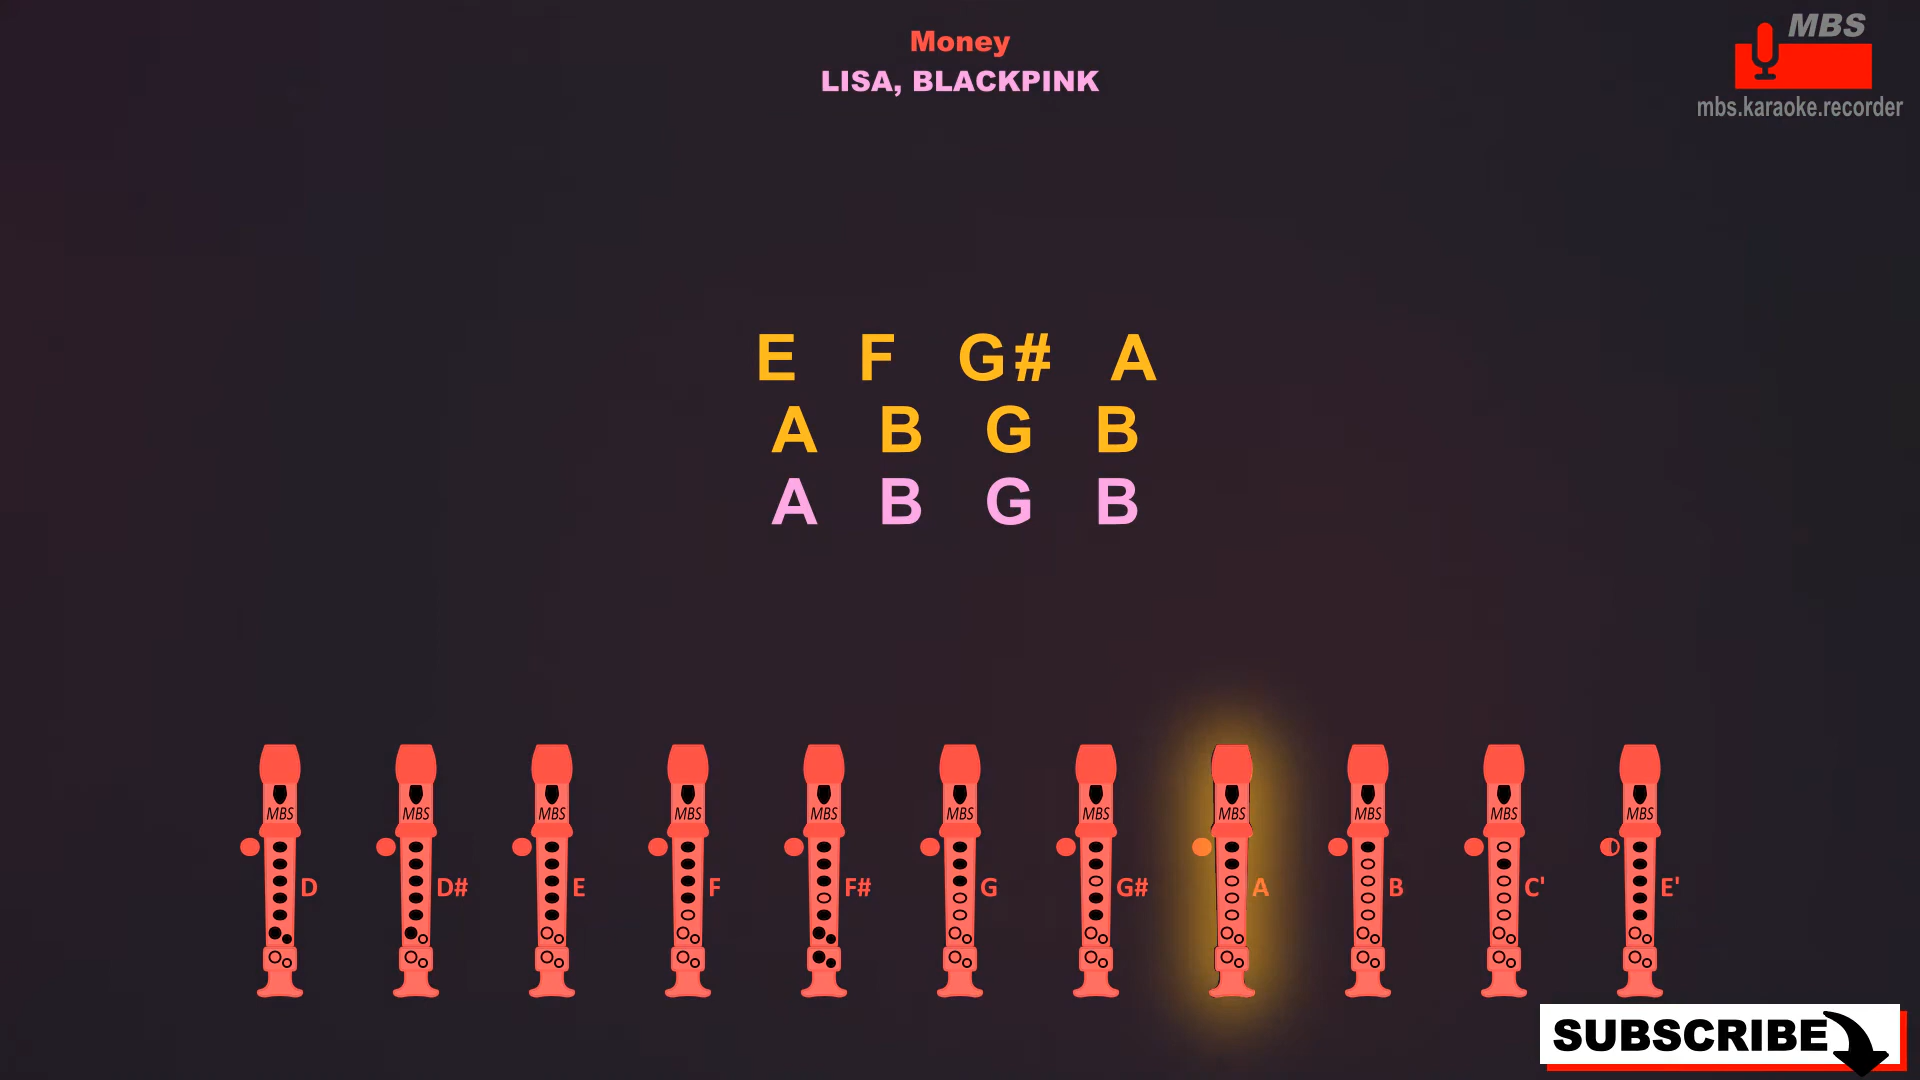 Money
LISA, BLACKPINK
MBS
mbs.karaoke.recorder
E F G# A
A B G B
A B G B
MBS MBS MBS MBS MBS MBS MBS MBS MBS MBS MBS
D D# E F F# G G# A B C' E'
SUBSCRIBE